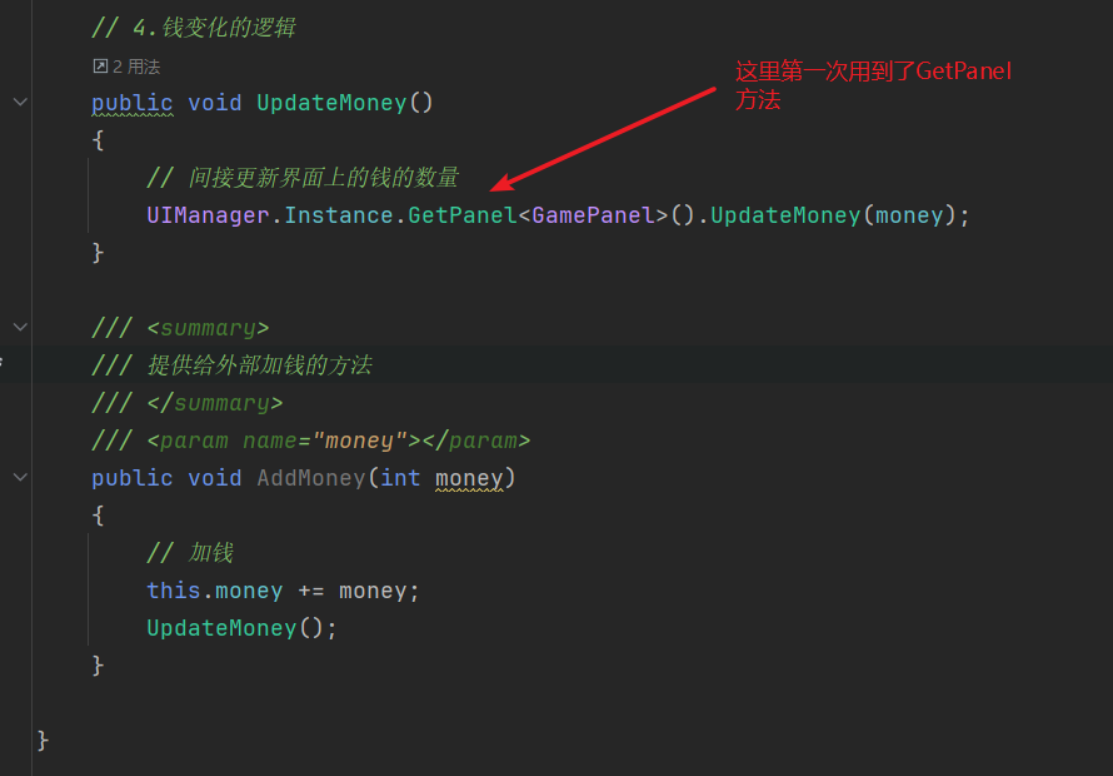 // 4.钱变化的逻辑
2 用法
这里第一次用到了GetPanel
方法
public void UpdateMoney()
{
// 间接更新界面上的钱的数量
UIManager.Instance.GetPanel<GamePanel>().UpdateMoney(money);
}
/// <summary>
/// 提供给外部加钱的方法
/// </summary>
/// <param name="money"></param>
public void AddMoney(int money)
{
// 加钱
this.money += money;
UpdateMoney();
}
}